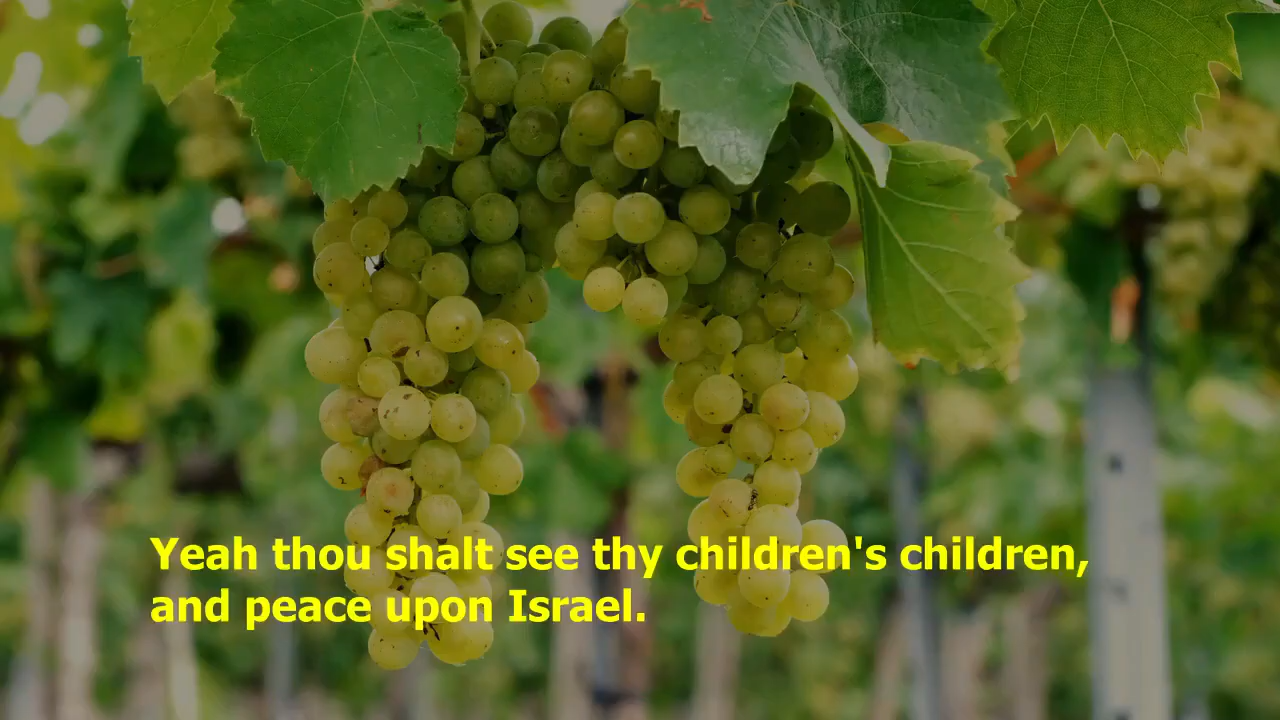 Yeah thou shalt see thy children's children,
and peace upon Israel.